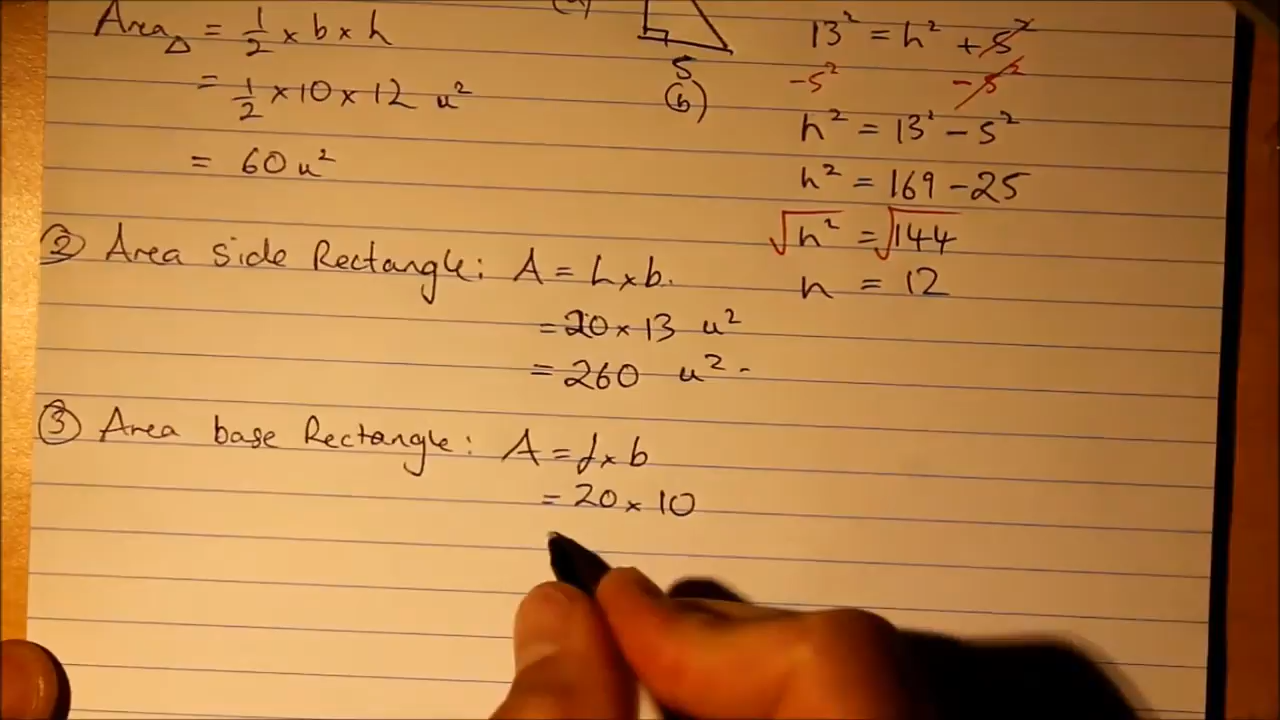 Area△ = 1/2 × b × h
= 1/2 × 10 × 12 u²
= 60 u²
5
(b)
13² = h² + 5²
-5² -5²
h² = 13² - 5²
h² = 169 - 25
√h² = √144
h = 12
② Area Side Rectangle: A = L × b.
= 20 × 13 u²
= 260 u²
③ Area base Rectangle: A = l × b
= 20 × 10